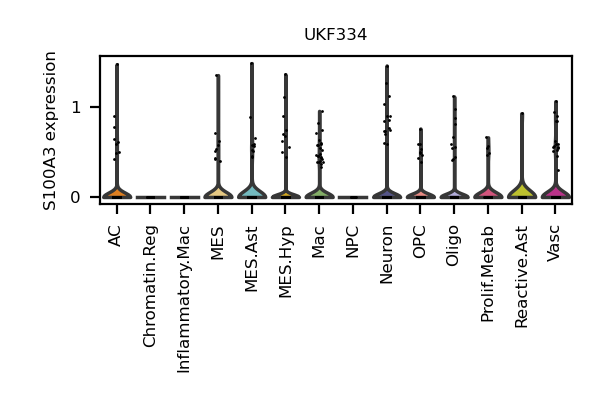 UKF334
S100A3 expression
1
0
AC
Chromatin.Reg
Inflammatory.Mac
MES
MES.Ast
MES.Hyp
Mac
NPC
Neuron
OPC
Oligo
Prolif.Metab
Reactive.Ast
Vasc